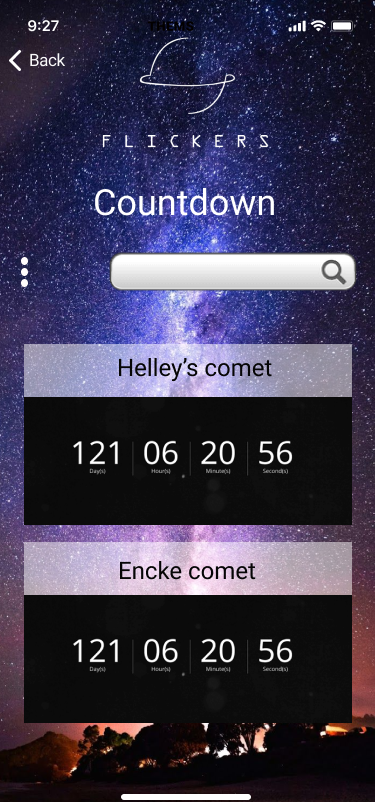 9:27
THEMIS
Back
FLICKERS
Countdown
Helley's comet
121 06 20 56
Day(s) Hour(s) Minute(s) Second(s)
Encke comet
121 06 20 56
Day(s) Hour(s) Minute(s) Second(s)